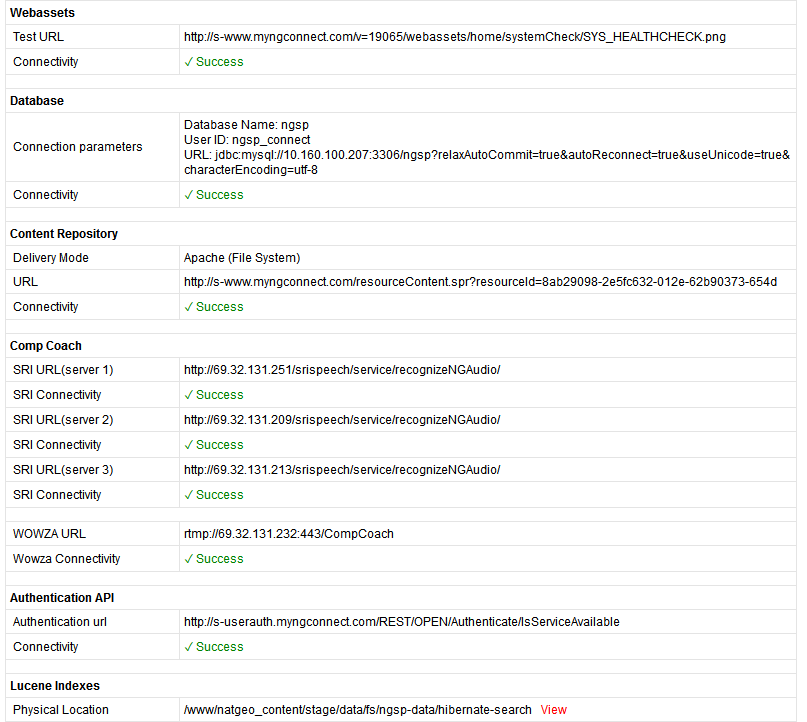 Webassets
Test URL http://s-www.myngconnect.com/v=19065/webassets/home/systemCheck/SYS_HEALTHCHECK.png
Connectivity ✓ Success
Database
Connection parameters
Database Name: ngsp
User ID: ngsp_connect
URL: jdbc:mysql://10.160.100.207:3306/ngsp?relaxAutoCommit=true&autoReconnect=true&useUnicode=true&
characterEncoding=utf-8
Connectivity ✓ Success
Content Repository
Delivery Mode Apache (File System)
URL http://s-www.myngconnect.com/resourceContent.spr?resourceId=8ab29098-2e5fc632-012e-62b90373-654d
Connectivity ✓ Success
Comp Coach
SRI URL(server 1) http://69.32.131.251/srispeech/service/recognizeNGAudio/
SRI Connectivity ✓ Success
SRI URL(server 2) http://69.32.131.209/srispeech/service/recognizeNGAudio/
SRI Connectivity ✓ Success
SRI URL(server 3) http://69.32.131.213/srispeech/service/recognizeNGAudio/
SRI Connectivity ✓ Success
WOWZA URL rtmp://69.32.131.232:443/CompCoach
Wowza Connectivity ✓ Success
Authentication API
Authentication url http://s-userauth.myngconnect.com/REST/OPEN/Authenticate/IsServiceAvailable
Connectivity ✓ Success
Lucene Indexes
Physical Location /www/natgeo_content/stage/data/fs/ngsp-data/hibernate-search View